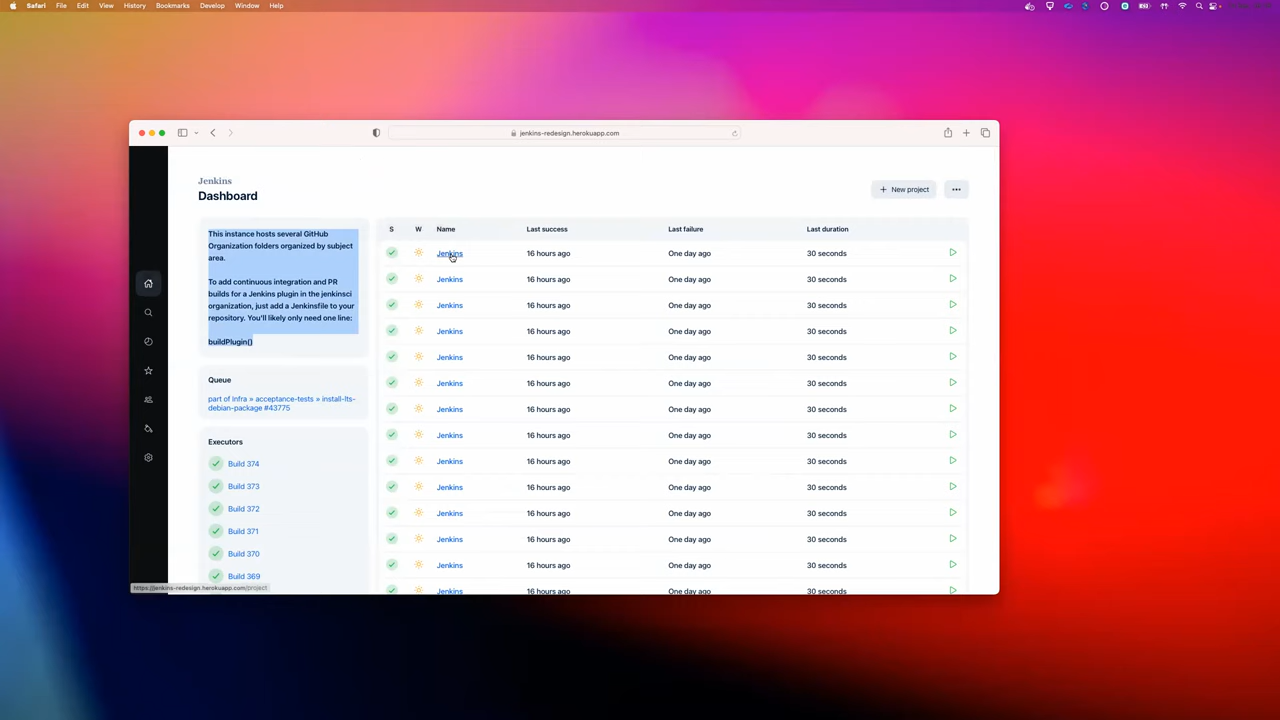 Safari File Edit View History Bookmarks Develop Window Help
jenkins-redesign.herokuapp.com
Jenkins
Dashboard
New project
This instance hosts several GitHub
Organization folders organized by subject
area.
To add continuous integration and PR
builds for a Jenkins plugin in the jenkinsci
organization, just add a Jenkinsfile to your
repository. You'll likely only need one line:
buildPlugin()
Queue
part of Infra » acceptance-tests » install-lts-
debian-package #43775
Executors
Build 374
Build 373
Build 372
Build 371
Build 370
Build 369
S W Name Last success Last failure Last duration
Jenkins 16 hours ago One day ago 30 seconds
Jenkins 16 hours ago One day ago 30 seconds
Jenkins 16 hours ago One day ago 30 seconds
Jenkins 16 hours ago One day ago 30 seconds
Jenkins 16 hours ago One day ago 30 seconds
Jenkins 16 hours ago One day ago 30 seconds
Jenkins 16 hours ago One day ago 30 seconds
Jenkins 16 hours ago One day ago 30 seconds
Jenkins 16 hours ago One day ago 30 seconds
Jenkins 16 hours ago One day ago 30 seconds
Jenkins 16 hours ago One day ago 30 seconds
Jenkins 16 hours ago One day ago 30 seconds
Jenkins 16 hours ago One day ago 30 seconds
Jenkins 16 hours ago One day ago 30 seconds
https://jenkins-redesign.herokuapp.com/project